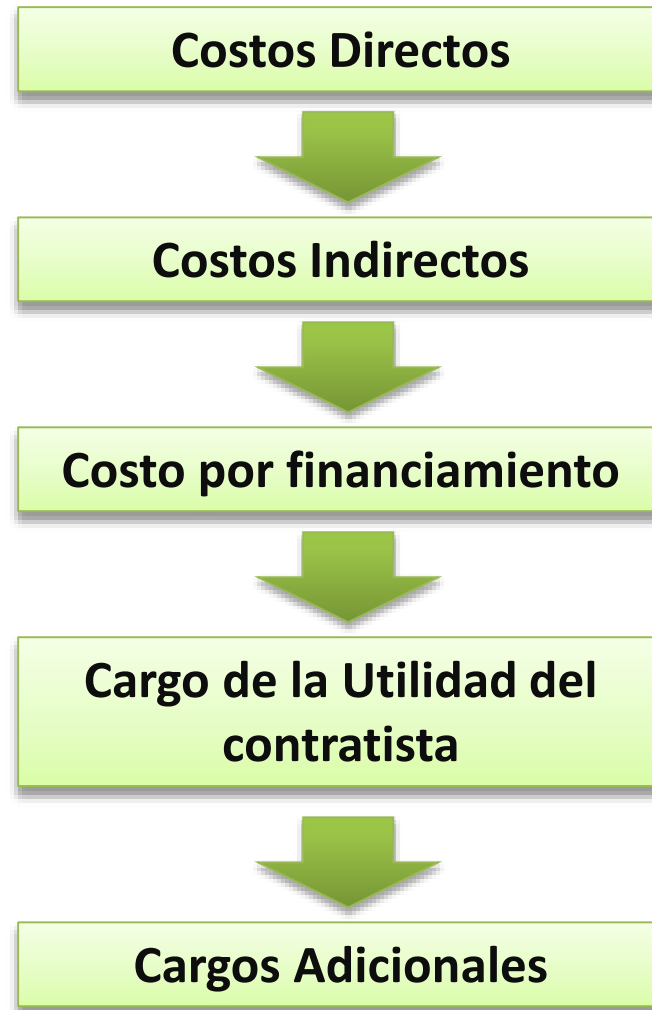 Costos Directos
Costos Indirectos
Costo por financiamiento
Cargo de la Utilidad del
contratista
Cargos Adicionales